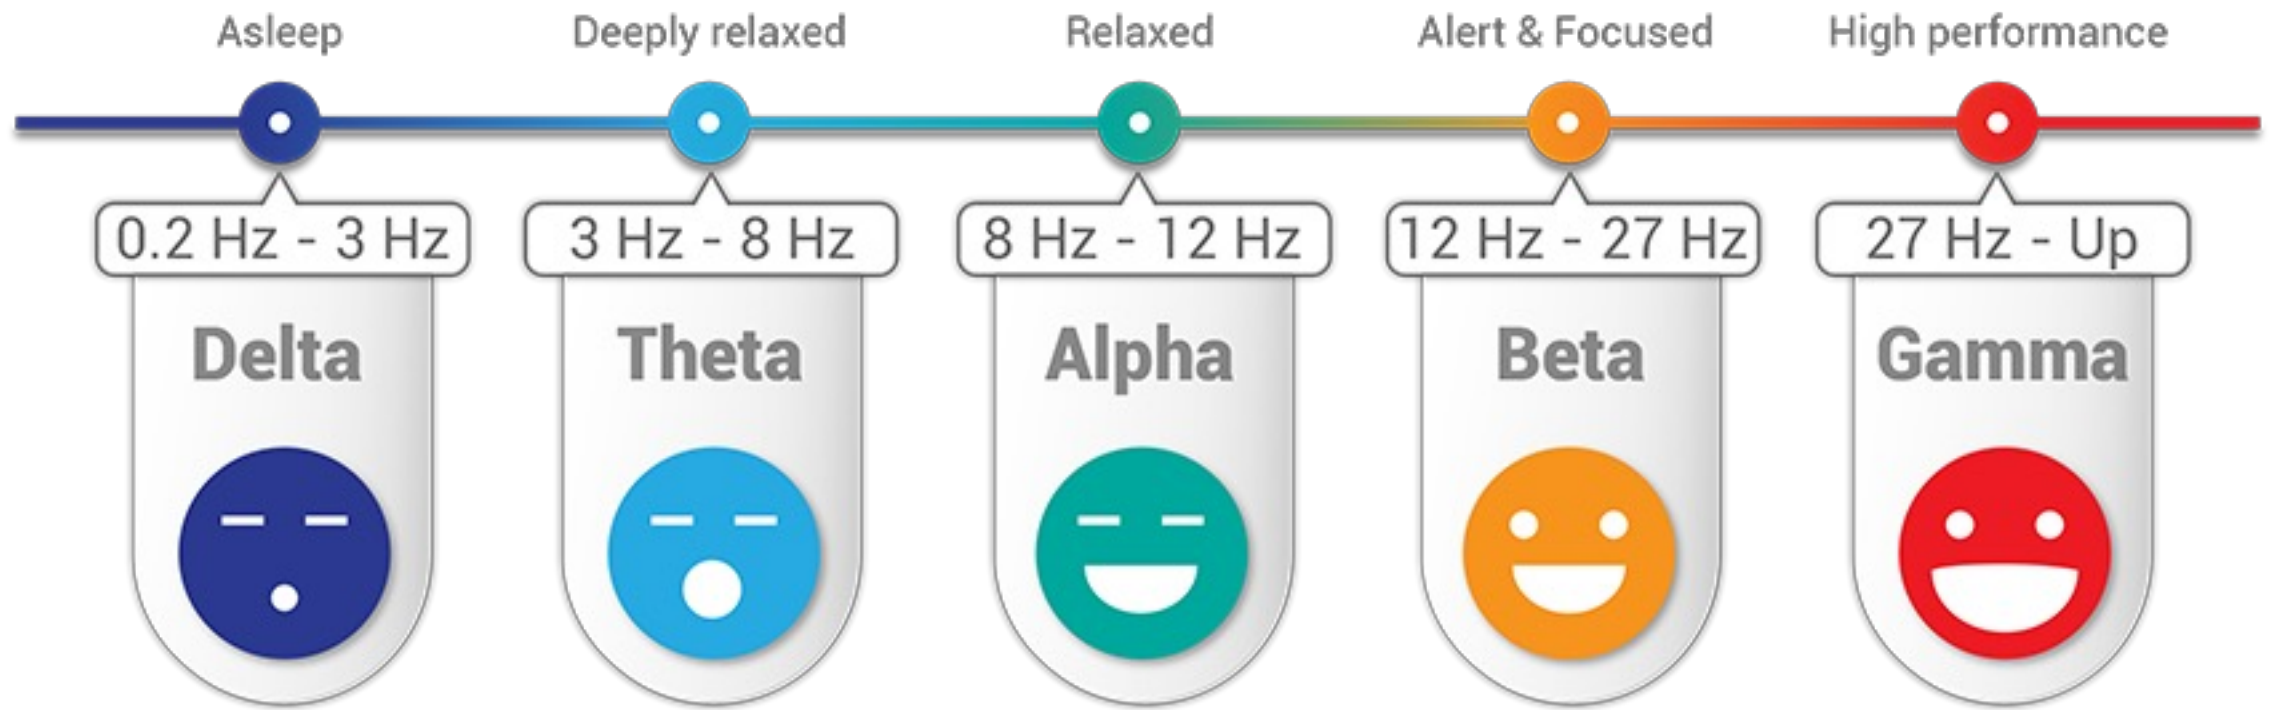 Asleep
Deeply relaxed
Relaxed
Alert & Focused
High performance
0.2 Hz - 3 Hz
3 Hz - 8 Hz
8 Hz - 12 Hz
12 Hz - 27 Hz
27 Hz - Up
Delta
Theta
Alpha
Beta
Gamma